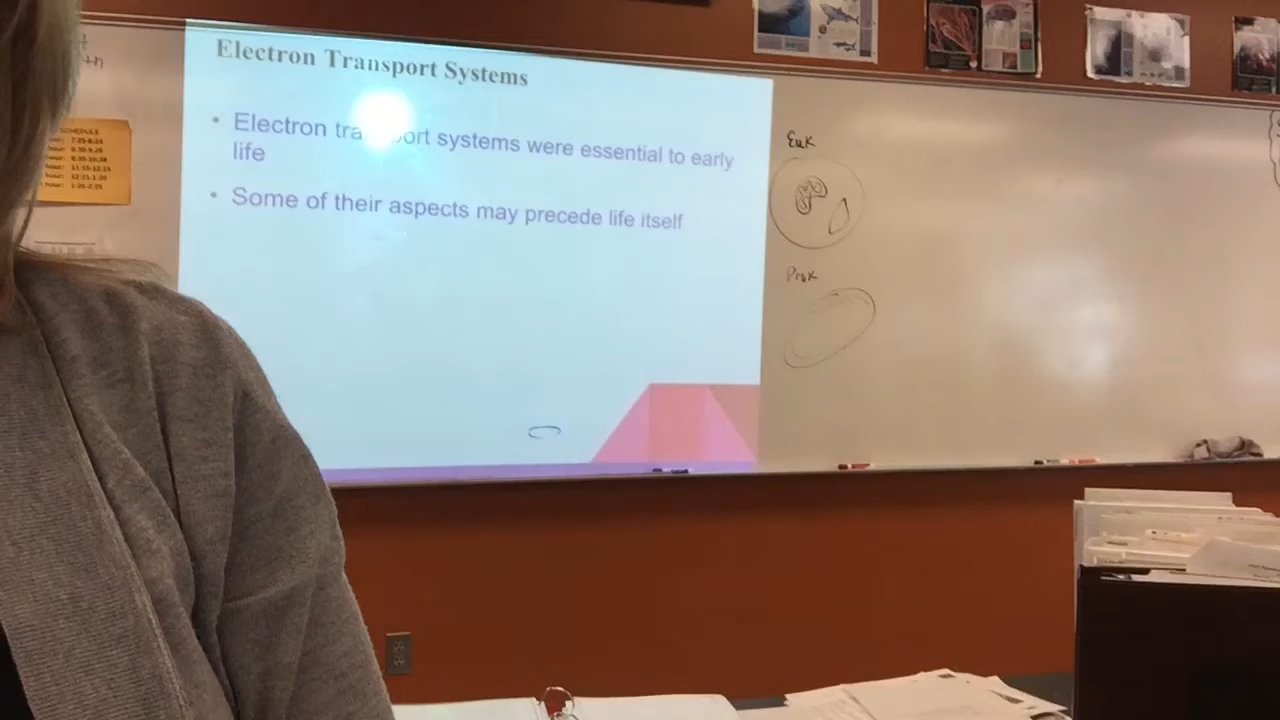 Electron Transport Systems
• Electron transport systems were essential to early
life
• Some of their aspects may precede life itself
Euk
Prok
SCHEDULE